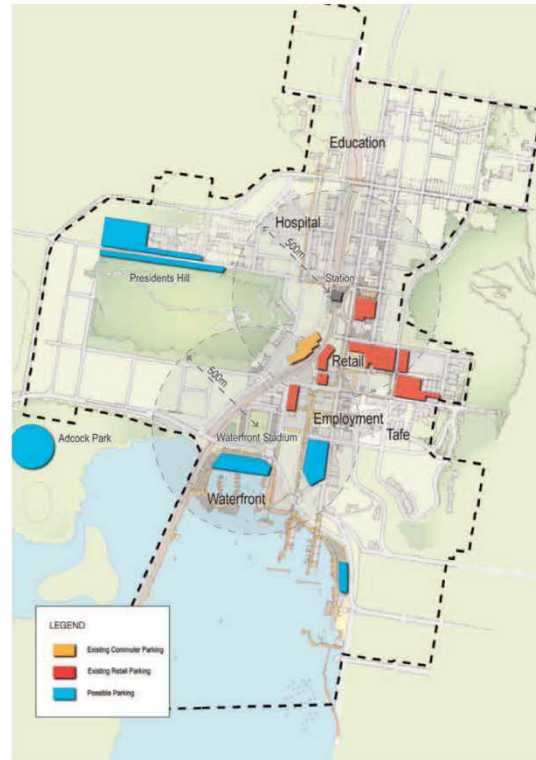 Education
Hospital
500m
Station
Presidents Hill
Retail
500m
Employment
Tafe
Waterfront Stadium
Adcock Park
Waterfront
LEGEND
Existing Commuter Parking
Existing Retail Parking
Possible Parking